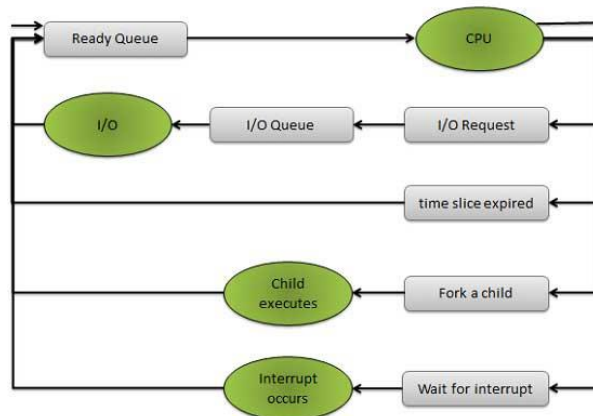 Ready Queue
CPU
I/O
I/O Queue
I/O Request
time slice expired
Child
executes
Fork a child
Interrupt
occurs
Wait for interrupt